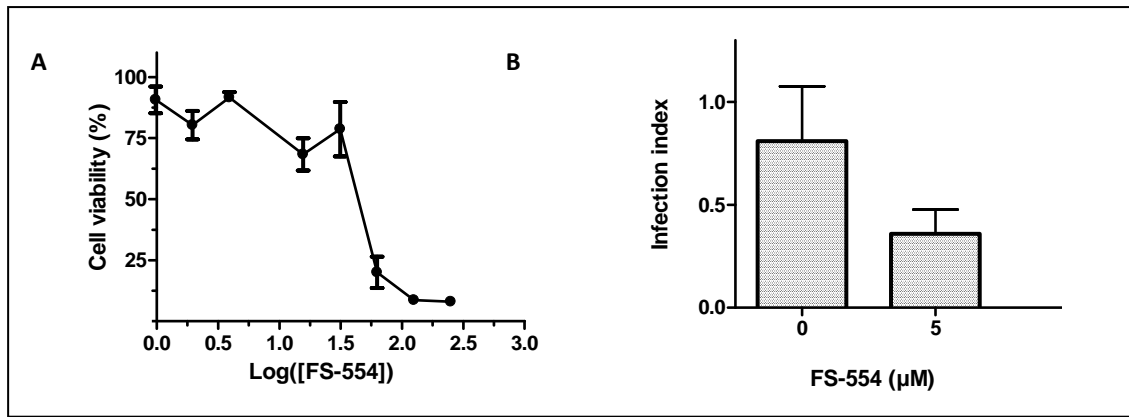 A
Cell viability (%)
100
75
50
25
0.0 0.5 1.0 1.5 2.0 2.5 3.0
Log([FS-554])
B
Infection index
1.0
0.5
0.0
0 5
FS-554 (µM)